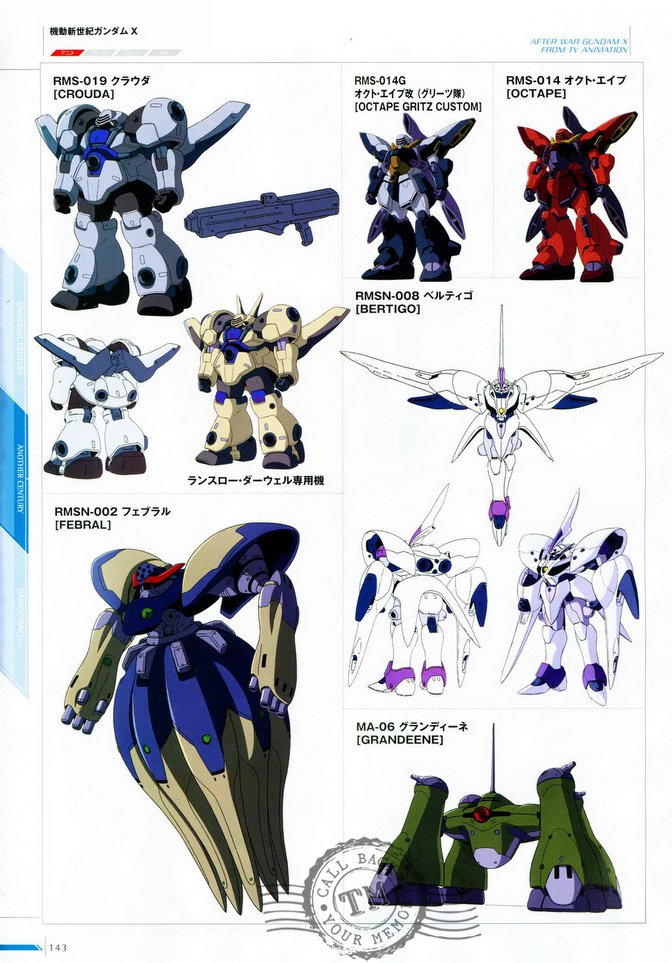 機動新世紀ガンダム X
アニメ
AFTER WAR GUNDAM X
FROM TV ANIMATION
RMS-019 クラウダ
[CROUDA]
RMS-014G
オクト・エイプ改(グリーツ隊)
[OCTAPE GRITZ CUSTOM]
RMS-014 オクト・エイプ
[OCTAPE]
RMSN-008 ベルティゴ
[BERTIGO]
ランスロー・ダーウェル専用機
RMSN-002 フェブラル
[FEBRAL]
MA-06 グランディーネ
[GRANDEENE]
UNIVERSAL CENTURY
ANOTHER CENTURY
CALL BACK
TM
YOUR MEMORY
143